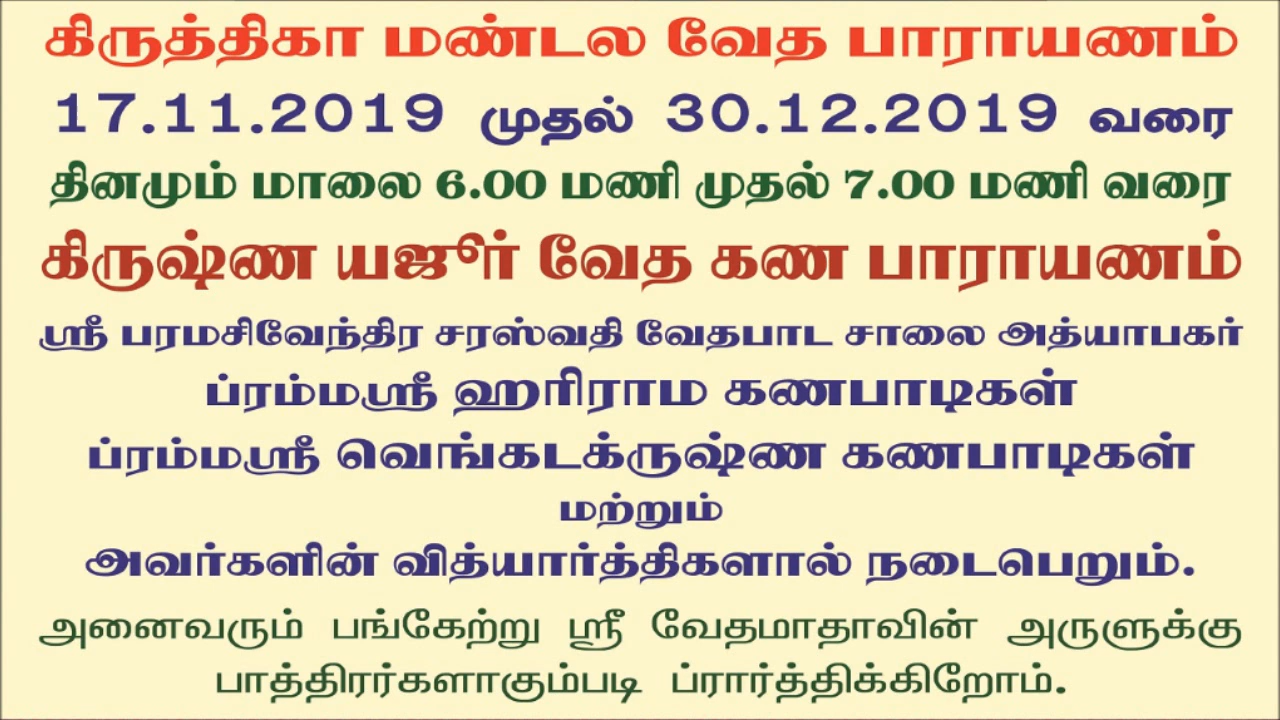 கிருத்திகா மண்டல வேத பாராயணம்
17.11.2019 முதல் 30.12.2019 வரை
தினமும் மாலை 6.00 மணி முதல் 7.00 மணி வரை
கிருஷ்ண யஜூர் வேத கண பாராயணம்
ஸ்ரீ பரமசிவேந்திர சரஸ்வதி வேதபாட சாலை அத்யாபகர்
ப்ரம்மஸ்ரீ ஹரிராம கணபாடிகள்
ப்ரம்மஸ்ரீ வெங்கடக்ருஷ்ண கணபாடிகள்
மற்றும்
அவர்களின் வித்யார்த்திகளால் நடைபெறும்.
அனைவரும் பங்கேற்று ஸ்ரீ வேதமாதாவின் அருளுக்கு
பாத்திரர்களாகும்படி ப்ரார்த்திக்கிறோம்.